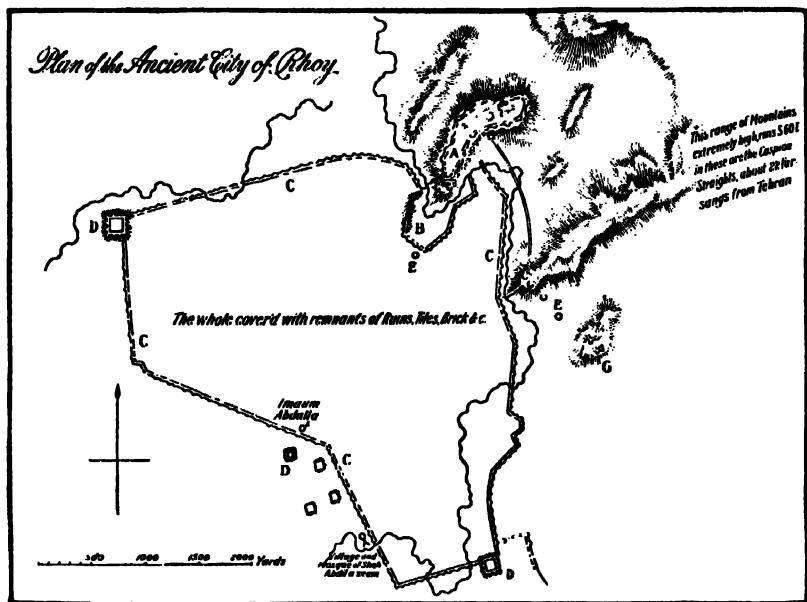 Plan of the Ancient City of Rhoy.
This range of Mountains
extremely high, runs S 60 E
in these are the Caspian
Straights, about 22 Far-
sangs from Tehran
A
C
B
D
E
C
E
The whole cover'd with remnants of Ruins, Tiles, Brick & c.
C
G
Imaum
Abdulla
C
D
Village and
Mosque of Shah
500 1000 1500 2000 Yards
D